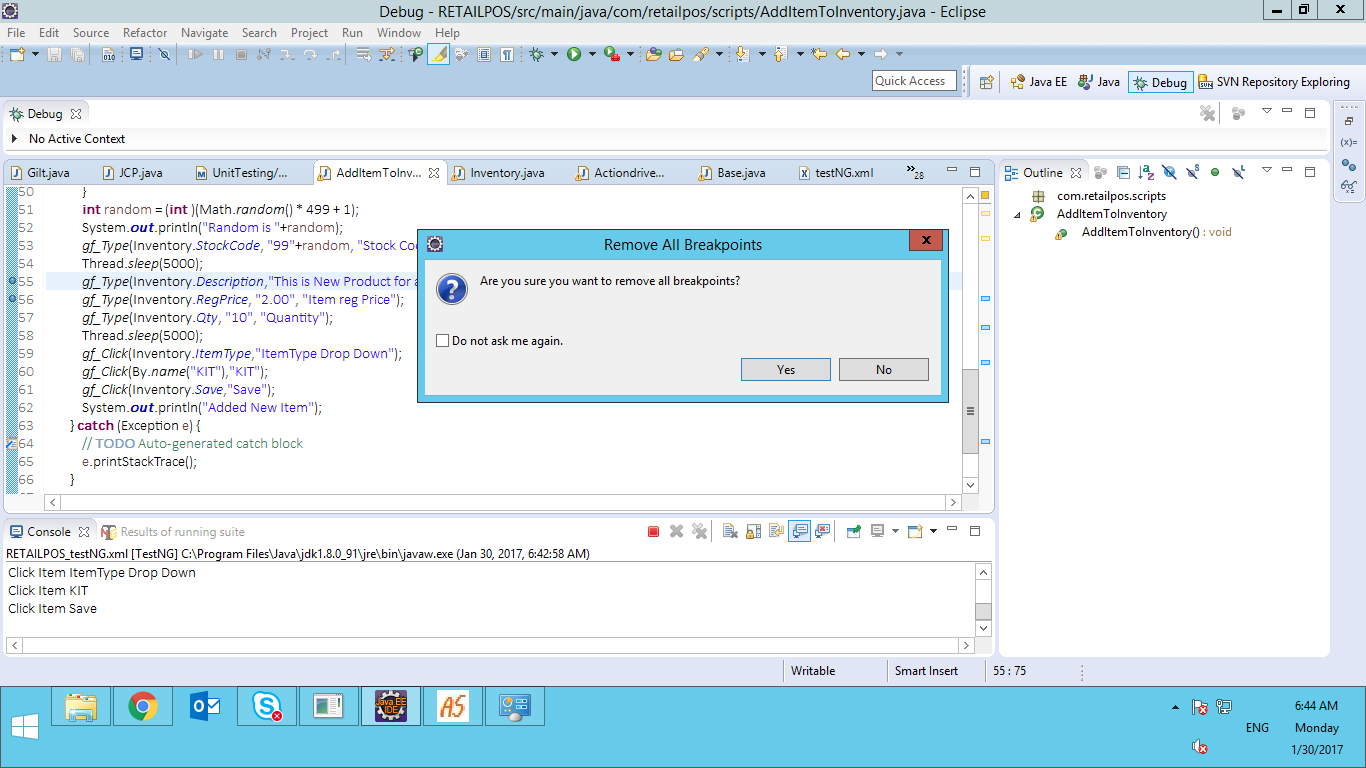 Debug - RETAILPOS/src/main/java/com/retailpos/scripts/AddItemToInventory.java - Eclipse
File Edit Source Refactor Navigate Search Project Run Window Help
Quick Access
Java EE Java Debug SVN Repository Exploring
Debug
No Active Context
Gilt.java JCP.java UnitTesting/... AddItemToInv... Inventory.java Actiondrive... Base.java testNG.xml »28
50 }
51 int random = (int )(Math.random() * 499 + 1);
52 System.out.println("Random is "+random);
53 gf_Type(Inventory.StockCode, "99"+random, "Stock Co
54 Thread.sleep(5000);
55 gf_Type(Inventory.Description,"This is New Product for a
56 gf_Type(Inventory.RegPrice, "2.00", "Item reg Price");
57 gf_Type(Inventory.Qty, "10", "Quantity");
58 Thread.sleep(5000);
59 gf_Click(Inventory.ItemType,"ItemType Drop Down");
60 gf_Click(By.name("KIT"),"KIT");
61 gf_Click(Inventory.Save,"Save");
62 System.out.println("Added New Item");
63 } catch (Exception e) {
64 // TODO Auto-generated catch block
65 e.printStackTrace();
66 }
Remove All Breakpoints
Are you sure you want to remove all breakpoints?
Do not ask me again.
Yes No
Outline
com.retailpos.scripts
AddItemToInventory
AddItemToInventory() : void
Console Results of running suite
RETAILPOS_testNG.xml [TestNG] C:\Program Files\Java\jdk1.8.0_91\jre\bin\javaw.exe (Jan 30, 2017, 6:42:58 AM)
Click Item ItemType Drop Down
Click Item KIT
Click Item Save
Writable Smart Insert 55 : 75
Java EE
IDE
AS
ENG
6:44 AM
Monday
1/30/2017